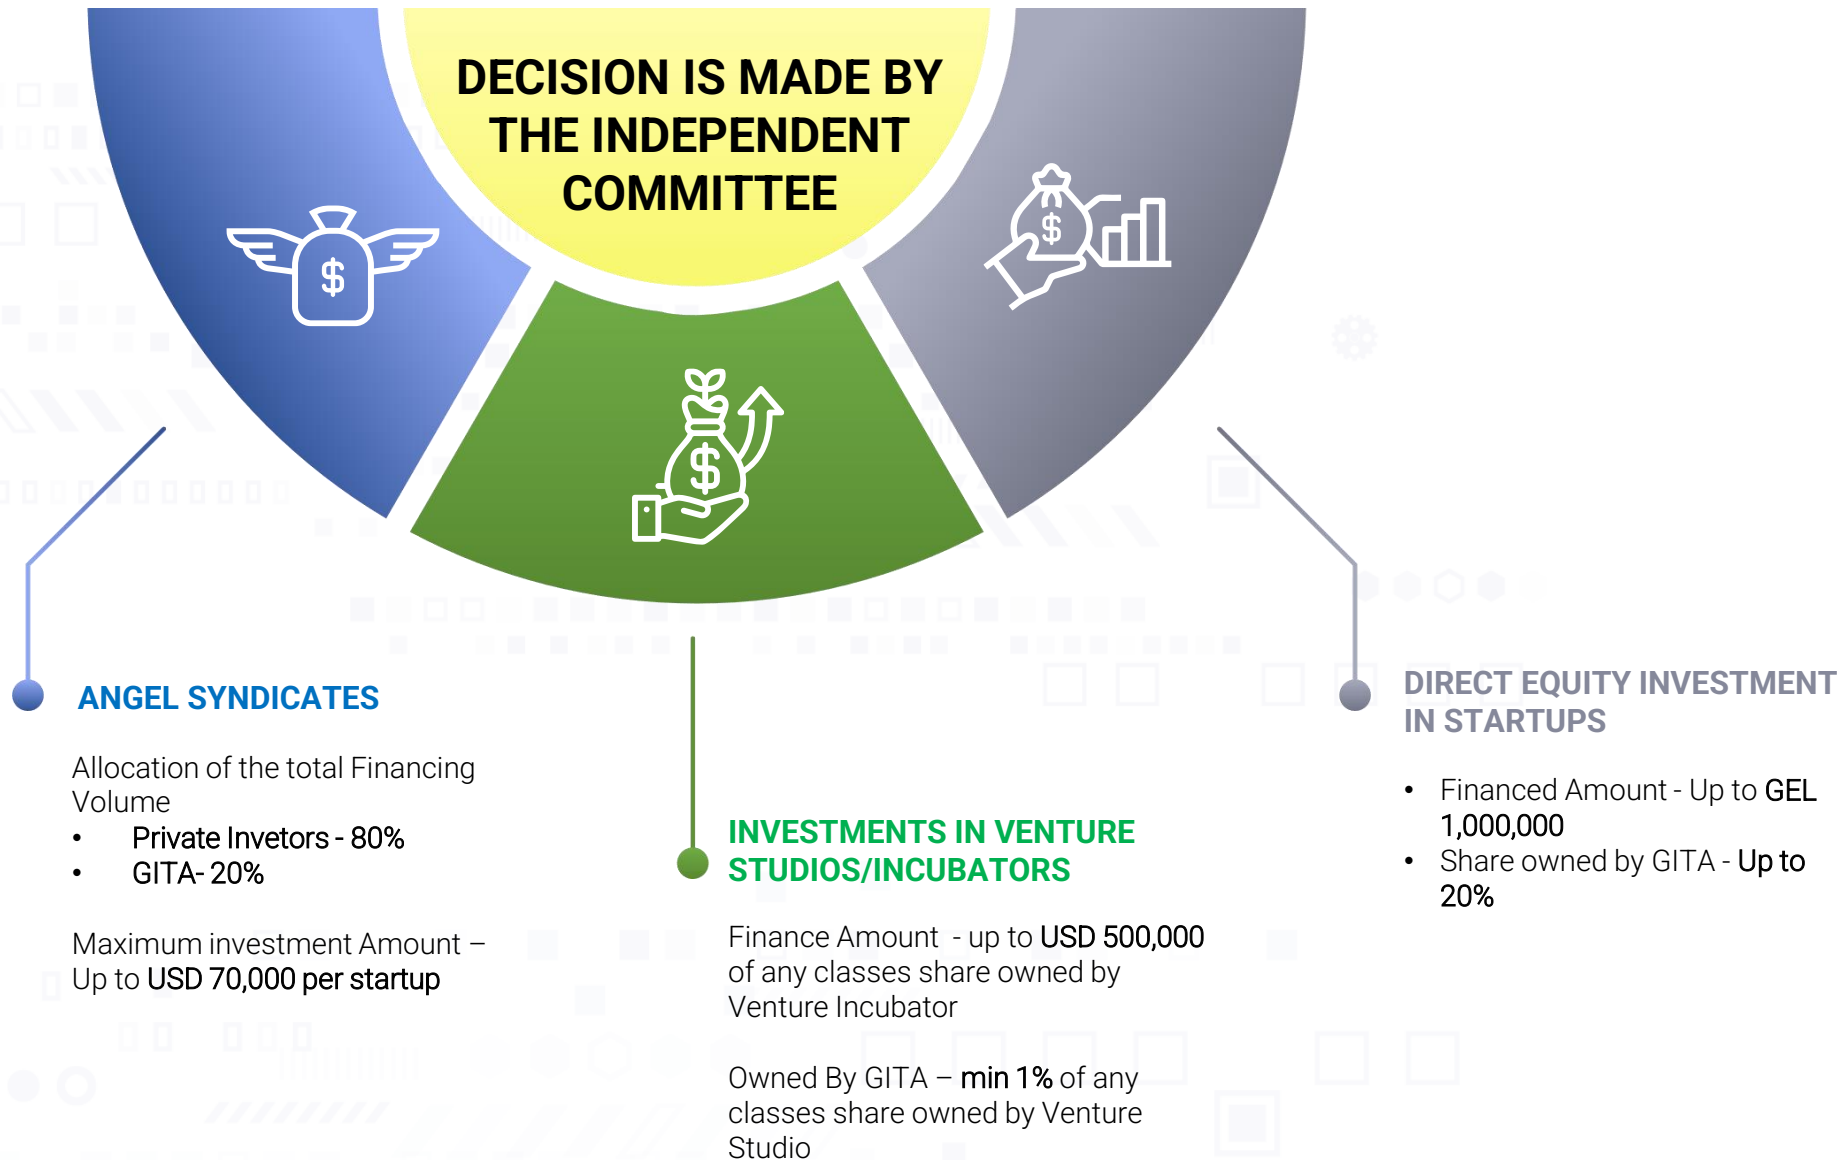 DECISION IS MADE BY
THE INDEPENDENT
COMMITTEE
$
$
$
ANGEL SYNDICATES
Allocation of the total Financing
Volume
• Private Invetors - 80%
• GITA- 20%
Maximum investment Amount –
Up to USD 70,000 per startup
INVESTMENTS IN VENTURE
STUDIOS/INCUBATORS
Finance Amount - up to USD 500,000
of any classes share owned by
Venture Incubator
Owned By GITA – min 1% of any
classes share owned by Venture
Studio
DIRECT EQUITY INVESTMENT
IN STARTUPS
• Financed Amount - Up to GEL
1,000,000
• Share owned by GITA - Up to
20%